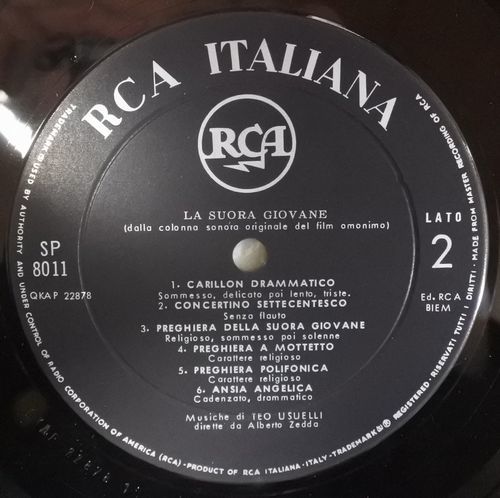 RCA ITALIANA
RCA
LA SUORA GIOVANE
(dalla colonna sonora originale del film omonimo)
SP
8011
QKAP 22878
LATO
2
Ed. RCA
BIEM
1. CARILLON DRAMMATICO
Sommesso, delicato poi lento, triste.
2. CONCERTINO SETTECENTESCO
Senzo flauto
3. PREGHIERA DELLA SUORA GIOVANE
Religioso, sommesso poi solenne
4. PREGHIERA A MOTTETTO
Carattere religioso
5. PREGHIERA POLIFONICA
Carattere religioso
6. ANSIA ANGELICA
Cadenzato, drammatico
Musiche di TEO USUELLI
dirette da Alberto Zedda
TRADEMARK(S)® USED BY AUTHORITY AND UNDER CONTROL OF RADIO CORPORATION OF AMERICA (RCA) - PRODUCT OF RCA ITALIANA - ITALY - TRADEMARK(S)® REGISTERED. - RISERVATI TUTTI I DIRITTI - MADE FROM MASTER RECORDING OF RCA